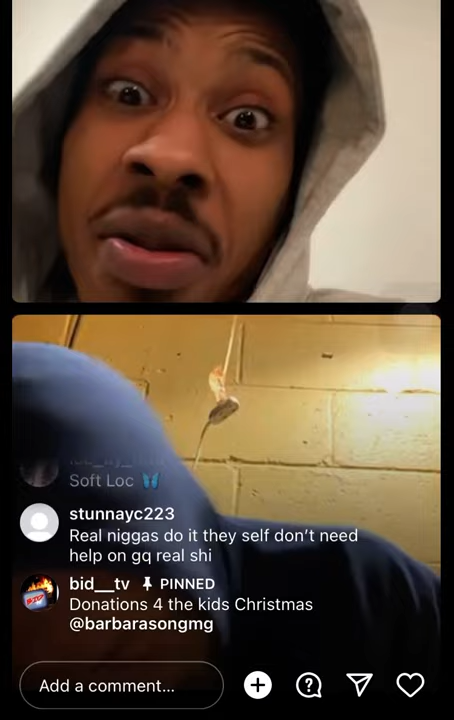 Soft Loc 🦋
stunnayc223
Real niggas do it they self don't need
help on gq real shi
bid__tv PINNED
Donations 4 the kids Christmas
@barbarasongmg
Add a comment...